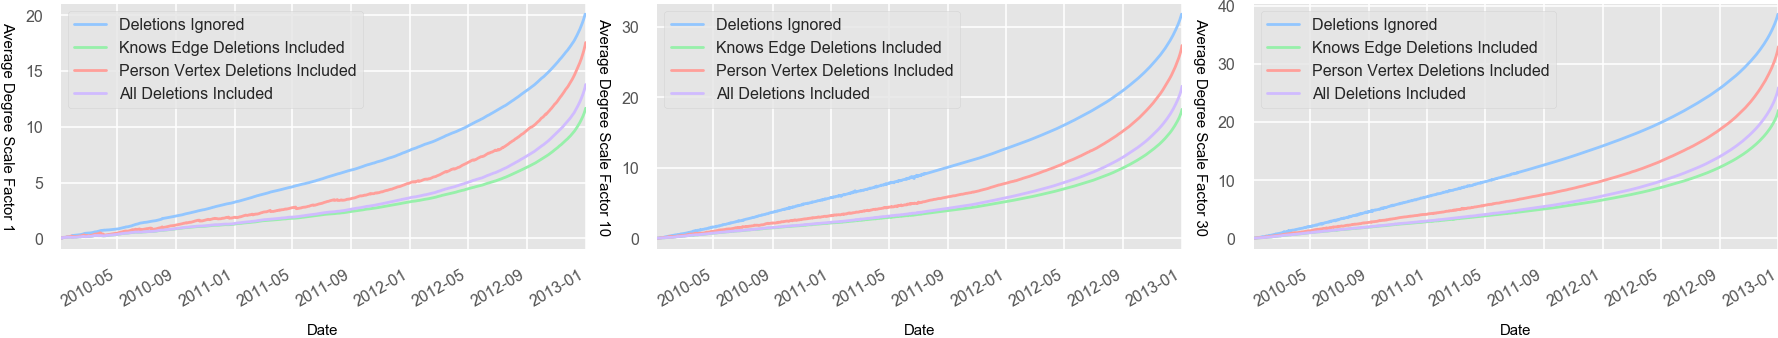 Average Degree Scale Factor 1
20
15
10
5
0
Deletions Ignored
Knows Edge Deletions Included
Person Vertex Deletions Included
All Deletions Included
2010-05
2010-09
2011-01
2011-05
2011-09
2012-01
2012-05
2012-09
2013-01
Date
Average Degree Scale Factor 10
30
20
10
0
Deletions Ignored
Knows Edge Deletions Included
Person Vertex Deletions Included
All Deletions Included
2010-05
2010-09
2011-01
2011-05
2011-09
2012-01
2012-05
2012-09
2013-01
Date
Average Degree Scale Factor 30
40
30
20
10
0
Deletions Ignored
Knows Edge Deletions Included
Person Vertex Deletions Included
All Deletions Included
2010-05
2010-09
2011-01
2011-05
2011-09
2012-01
2012-05
2012-09
2013-01
Date